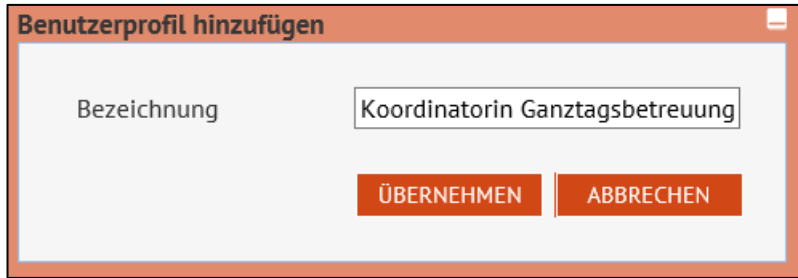 Benutzerprofil hinzufügen
Bezeichnung Koordinatorin Ganztagsbetreuung
ÜBERNEHMEN ABBRECHEN